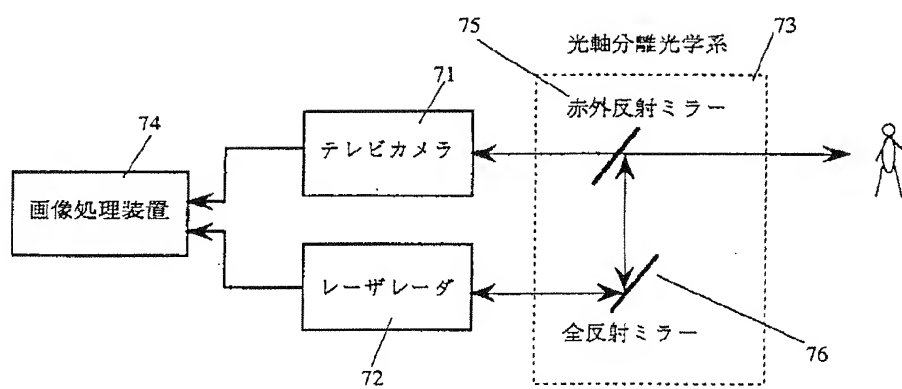 75
光軸分離光学系
73
71
赤外反射ミラー
74
テレビカメラ
画像処理装置
レーザレーダ
全反射ミラー
76
72